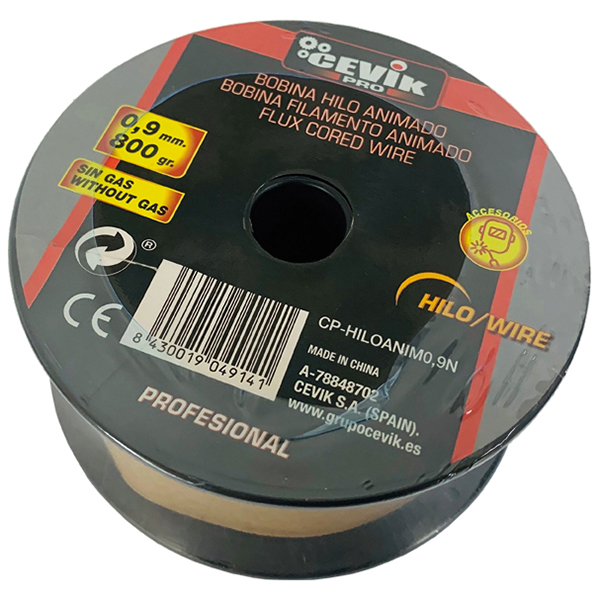 CEVIK
PRO
BOBINA HILO ANIMADO
BOBINA FILAMENTO ANIMADO
FLUX CORED WIRE
0,9 mm.
800 gr.
SIN GAS
WITHOUT GAS
ACCESORIOS
®
CE
HILO/WIRE
8 430019 049141
CP-HILOANIM0,9N
MADE IN CHINA
A-78848702
CEVIK S.A. (SPAIN).
www.grupocevik.es
PROFESIONAL